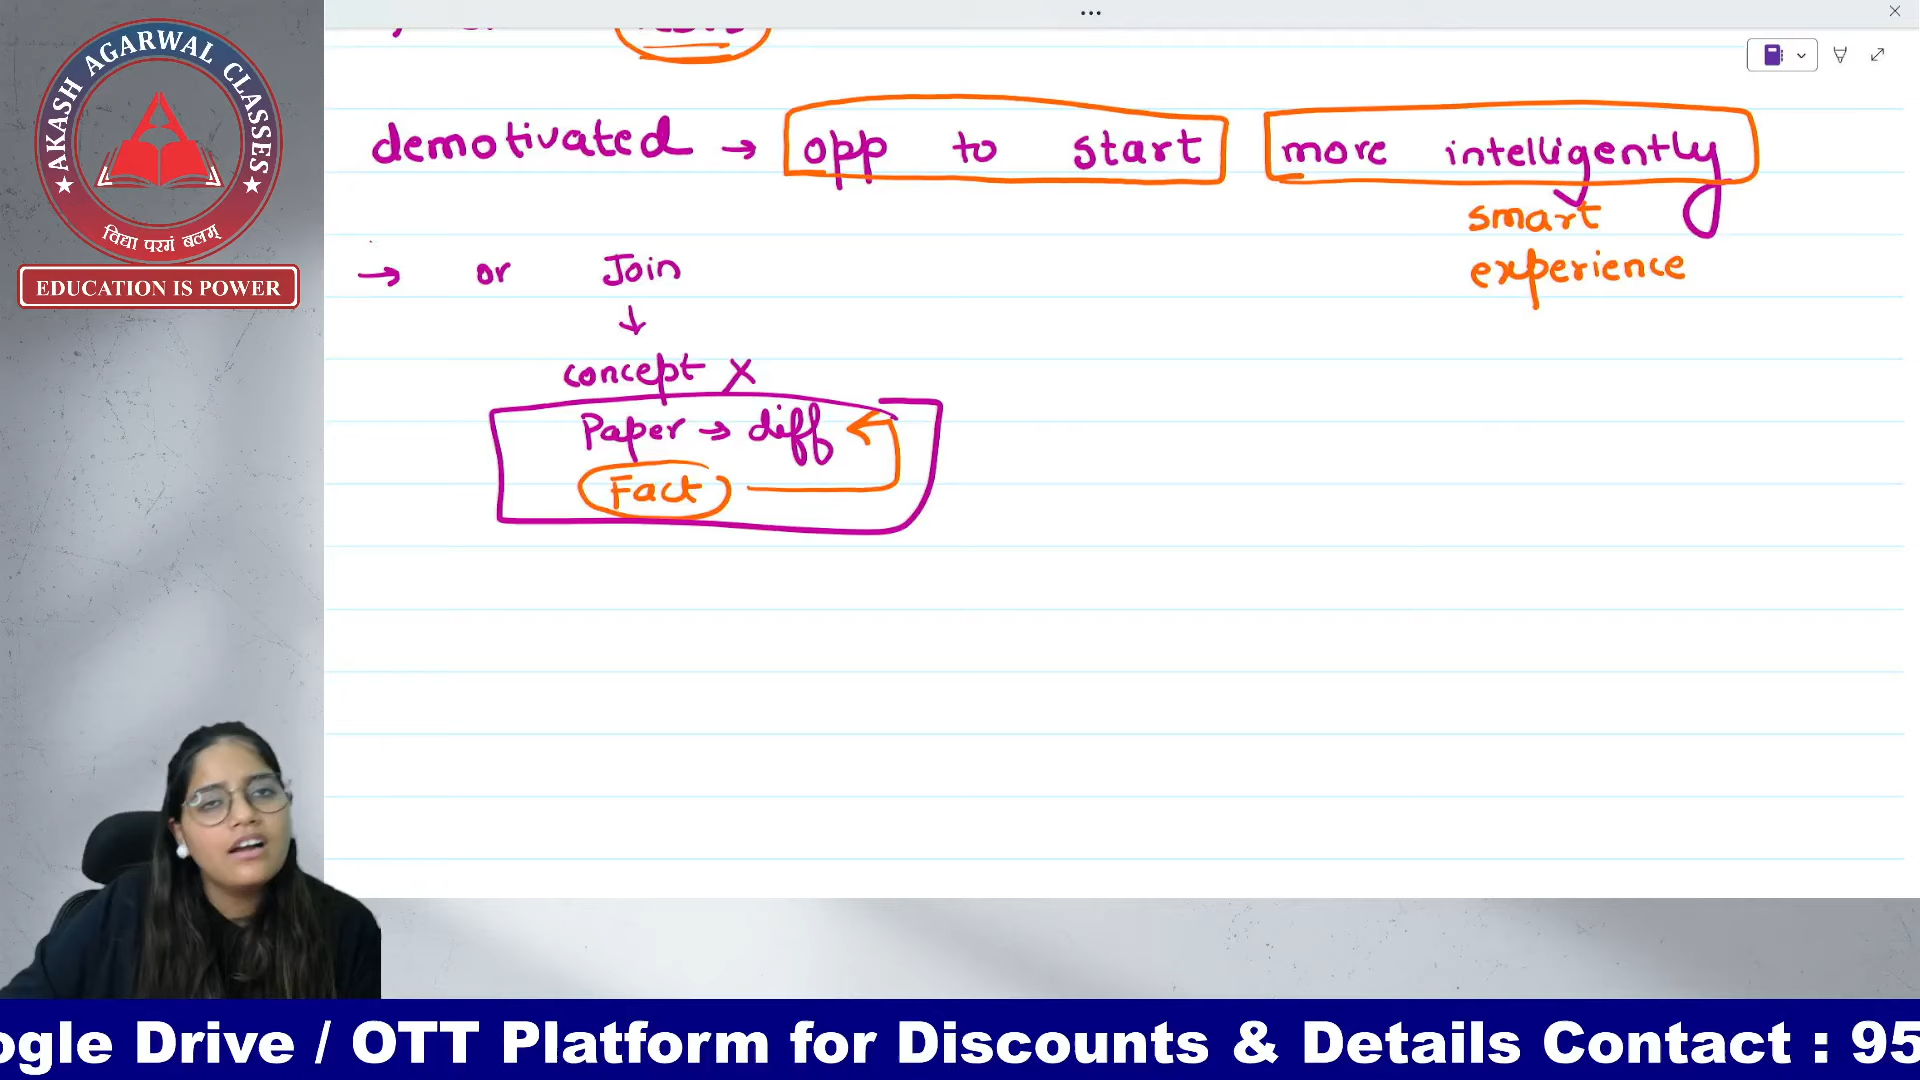 AKASH AGARWAL CLASSES
विद्या परमं बलम्
EDUCATION IS POWER
demotivated → opp to start more intelligently
smart
experience
→ or Join
↓
concept X
Paper → diff
Fact
ogle Drive / OTT Platform for Discounts & Details Contact : 95